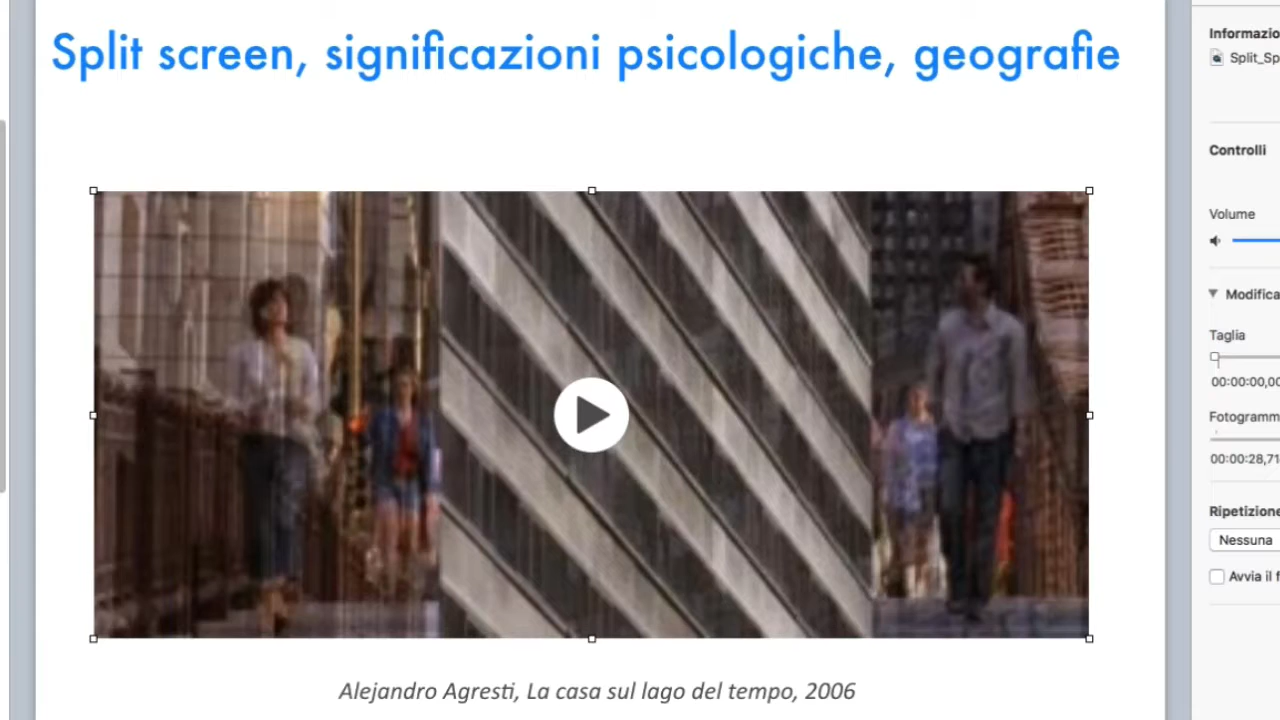 Split screen, significazioni psicologiche, geografie
Alejandro Agresti, La casa sul lago del tempo, 2006
Informazio
Split_Sp
Controlli
Volume
Modifica
Taglia
00:00:00,00
Fotogramm
00:00:28,71
Ripetizione
Nessuna
Avvia il f